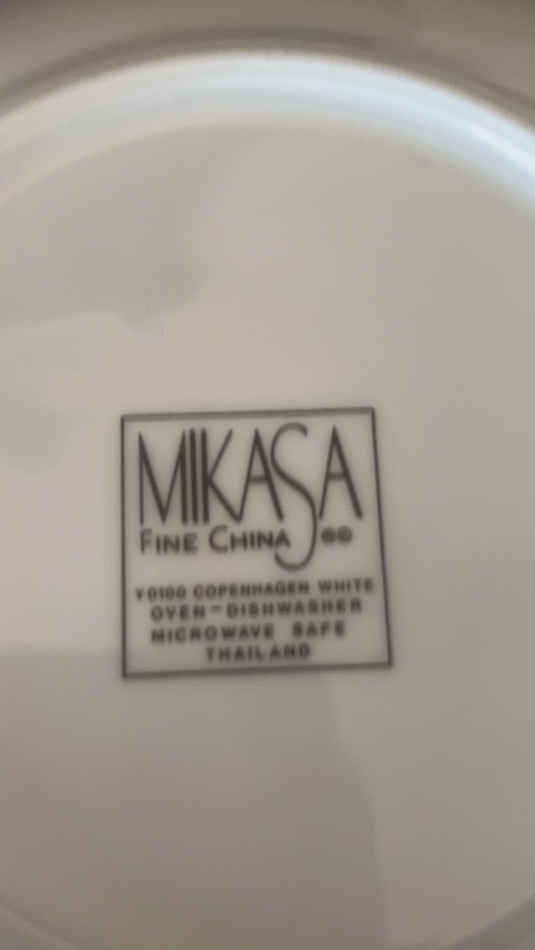 MIKASA
FINE CHINA ®©
Y0100 COPENHAGEN WHITE
OVEN–DISHWASHER
MICROWAVE SAFE
THAILAND